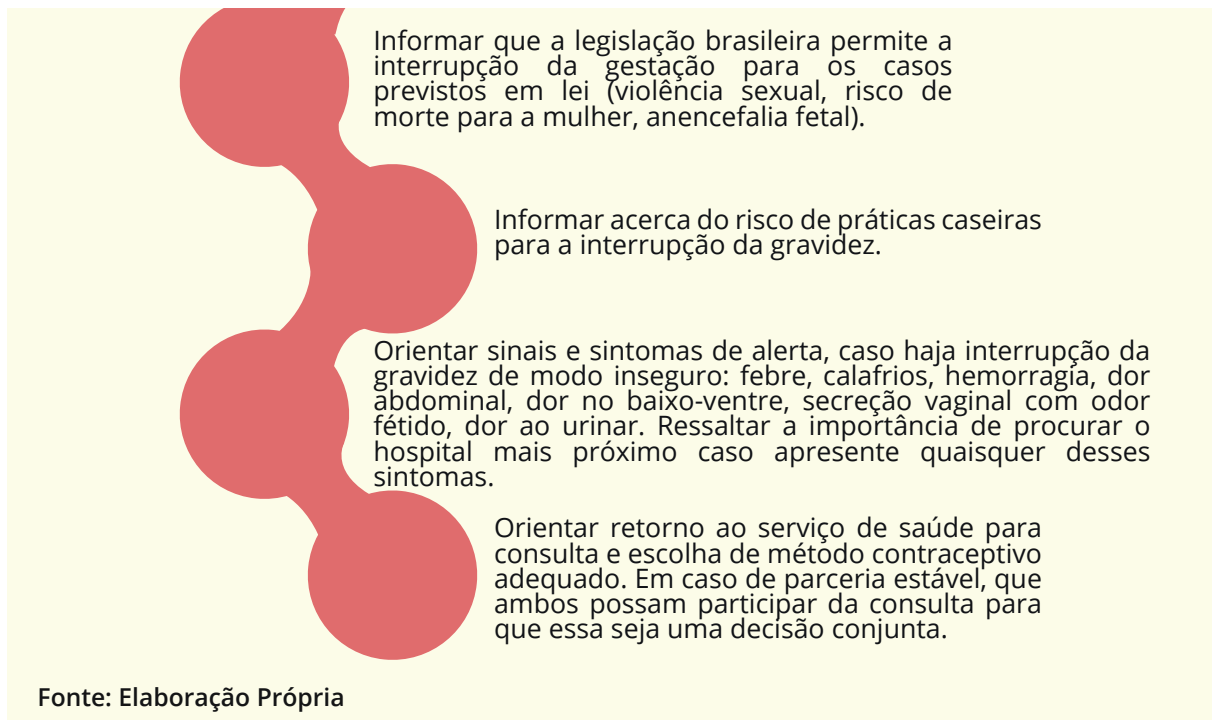 Informar que a legislação brasileira permite a
interrupção da gestação para os casos
previstos em lei (violência sexual, risco de
morte para a mulher, anencefalia fetal).
Informar acerca do risco de práticas caseiras
para a interrupção da gravidez.
Orientar sinais e sintomas de alerta, caso haja interrupção da
gravidez de modo inseguro: febre, calafrios, hemorragia, dor
abdominal, dor no baixo-ventre, secreção vaginal com odor
fétido, dor ao urinar. Ressaltar a importância de procurar o
hospital mais próximo caso apresente quaisquer desses
sintomas.
Orientar retorno ao serviço de saúde para
consulta e escolha de método contraceptivo
adequado. Em caso de parceria estável, que
ambos possam participar da consulta para
que essa seja uma decisão conjunta.
Fonte: Elaboração Própria